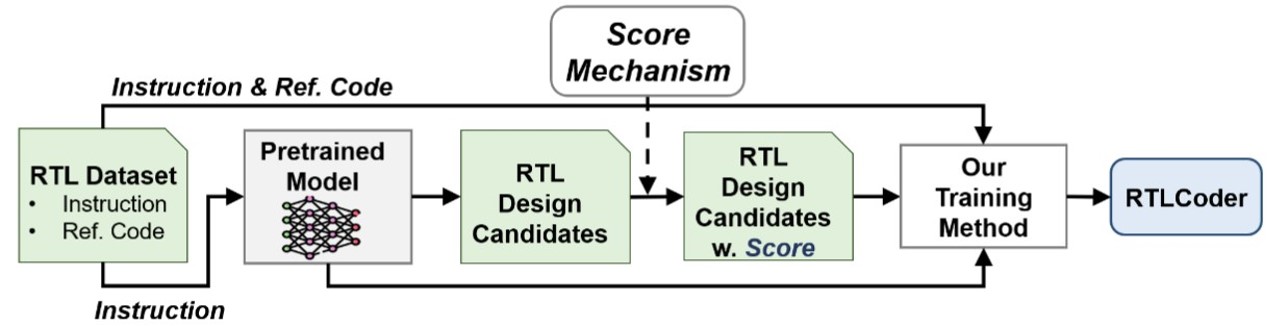 Score
Mechanism
Instruction & Ref. Code
RTL Dataset
• Instruction
• Ref. Code
Instruction
Pretrained
Model
RTL
Design
Candidates
RTL
Design
Candidates
w. Score
Our
Training
Method
RTLCoder